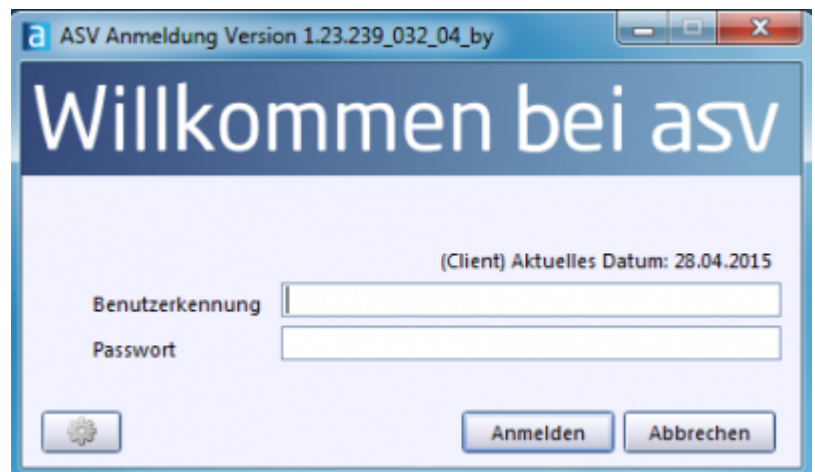 ASV Anmeldung Version 1.23.239_032_04_by
Willkommen bei asv
(Client) Aktuelles Datum: 28.04.2015
Benutzerkennung
Passwort
Anmelden Abbrechen